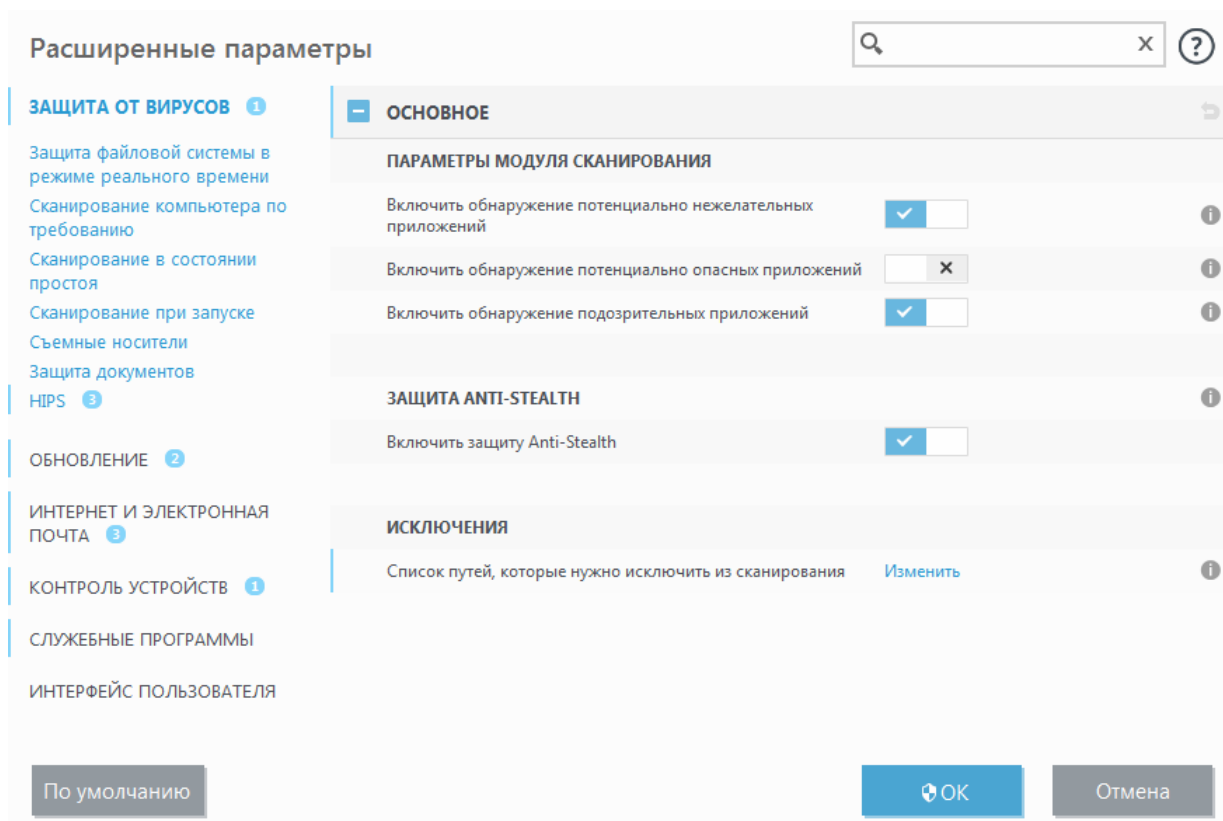 Расширенные параметры
X
?
ЗАЩИТА ОТ ВИРУСОВ 1
Защита файловой системы в
режиме реального времени
Сканирование компьютера по
требованию
Сканирование в состоянии
простоя
Сканирование при запуске
Съемные носители
Защита документов
HIPS 3
ОБНОВЛЕНИЕ 2
ИНТЕРНЕТ И ЭЛЕКТРОННАЯ
ПОЧТА 3
КОНТРОЛЬ УСТРОЙСТВ 1
СЛУЖЕБНЫЕ ПРОГРАММЫ
ИНТЕРФЕЙС ПОЛЬЗОВАТЕЛЯ
ОСНОВНОЕ
ПАРАМЕТРЫ МОДУЛЯ СКАНИРОВАНИЯ
Включить обнаружение потенциально нежелательных
приложений
Включить обнаружение потенциально опасных приложений
Включить обнаружение подозрительных приложений
ЗАЩИТА ANTI-STEALTH
Включить защиту Anti-Stealth
ИСКЛЮЧЕНИЯ
Список путей, которые нужно исключить из сканирования Изменить
По умолчанию
OK
Отмена